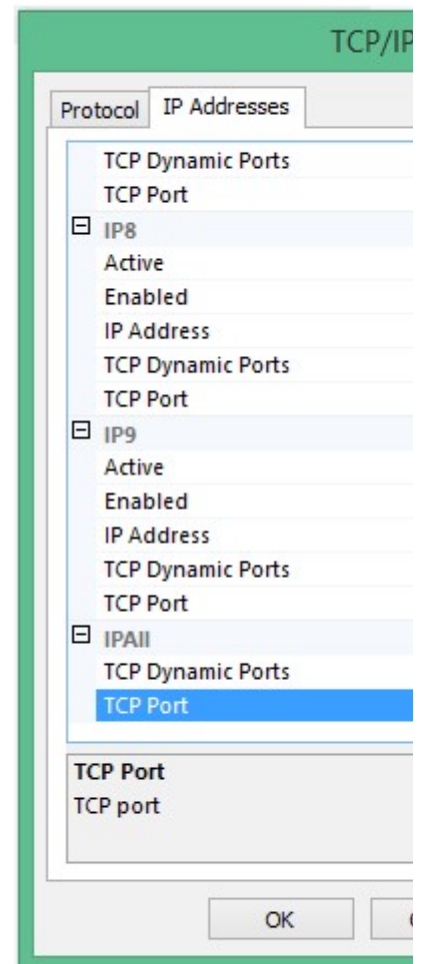 TCP/IP
Protocol IP Addresses
TCP Dynamic Ports
TCP Port
IP8
Active
Enabled
IP Address
TCP Dynamic Ports
TCP Port
IP9
Active
Enabled
IP Address
TCP Dynamic Ports
TCP Port
IPAll
TCP Dynamic Ports
TCP Port
TCP Port
TCP port
OK